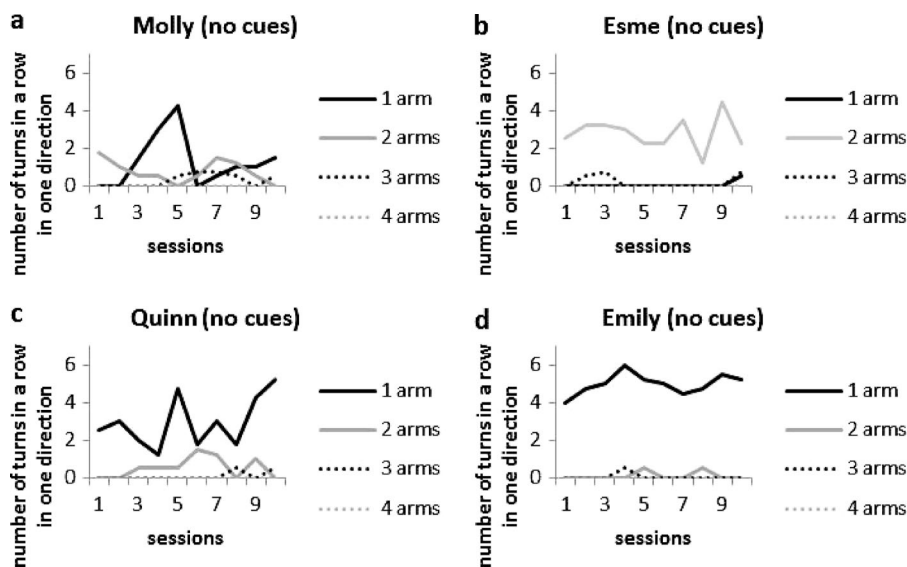 a
Molly (no cues)
number of turns in a row
in one direction
6
4
2
0
1 3 5 7 9
sessions
1 arm
2 arms
3 arms
4 arms
b
Esme (no cues)
number of turns in a row
in one direction
6
4
2
0
1 3 5 7 9
sessions
1 arm
2 arms
3 arms
4 arms
c
Quinn (no cues)
number of turns in a row
in one direction
6
4
2
0
1 3 5 7 9
sessions
1 arm
2 arms
3 arms
4 arms
d
Emily (no cues)
number of turns in a row
in one direction
6
4
2
0
1 3 5 7 9
sessions
1 arm
2 arms
3 arms
4 arms